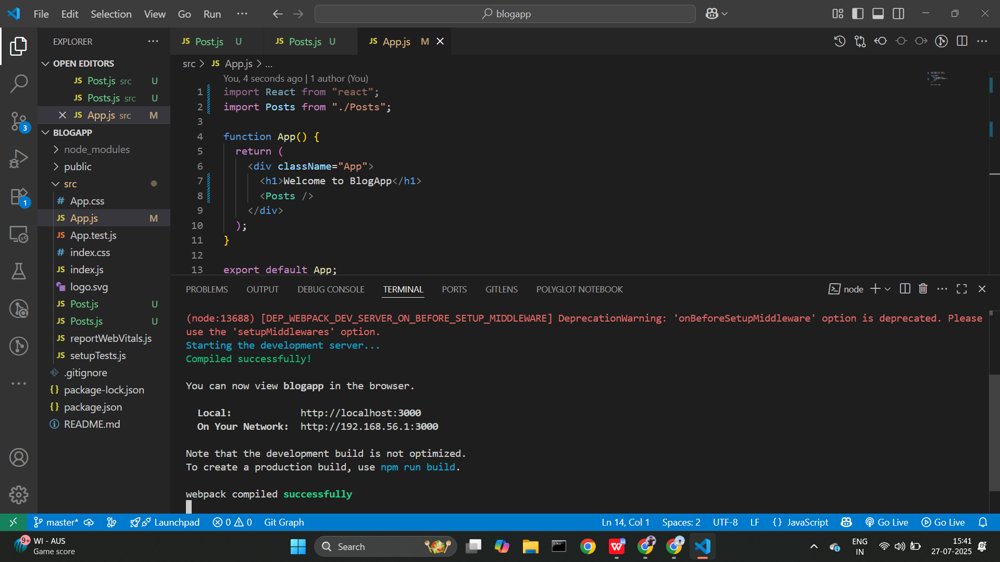 File Edit Selection View Go Run ··· blogapp
EXPLORER
OPEN EDITORS
JS Post.js src U
JS Posts.js src U
JS App.js src M
BLOGAPP
node_modules
public
src
# App.css
JS App.js M
JS App.test.js
# index.css
JS index.js
logo.svg
JS Post.js U
JS Posts.js U
JS reportWebVitals.js
JS setupTests.js
.gitignore
{} package-lock.json
{} package.json
README.md
3
1
JS Post.js U JS Posts.js U JS App.js M
src > JS App.js > ...
You, 4 seconds ago | 1 author (You)
1 import React from "react";
2 import Posts from "./Posts";
3
4 function App() {
5 return (
6 <div className="App">
7 <h1>Welcome to BlogApp</h1>
8 <Posts />
9 </div>
10 );
11 }
12
13 export default App;
PROBLEMS OUTPUT DEBUG CONSOLE TERMINAL PORTS GITLENS POLYGLOT NOTEBOOK node
(node:13688) [DEP_WEBPACK_DEV_SERVER_ON_BEFORE_SETUP_MIDDLEWARE] DeprecationWarning: 'onBeforeSetupMiddleware' option is deprecated. Please
use the 'setupMiddlewares' option.
Starting the development server...
Compiled successfully!
You can now view blogapp in the browser.
Local: http://localhost:3000
On Your Network: http://192.168.56.1:3000
Note that the development build is not optimized.
To create a production build, use npm run build.
webpack compiled successfully
master* Launchpad 0 0 Git Graph Ln 14, Col 1 Spaces: 2 UTF-8 LF {} JavaScript Go Live Go Live
9+ WI - AUS
Game score
Search
ENG
IN
15:41
27-07-2025